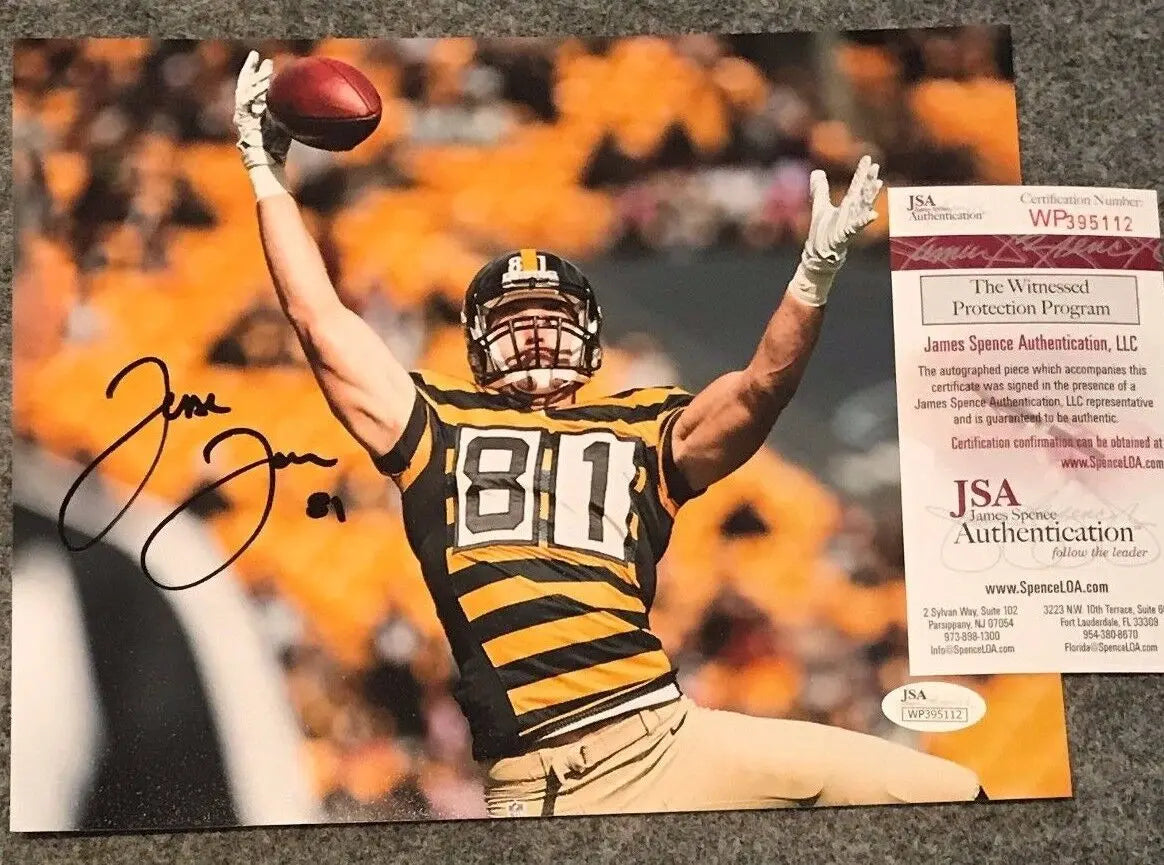 81
81
Jesse
James
81
JSA
Authentication
Certification Number:
WP395112
The Witnessed
Protection Program
James Spence Authentication, LLC
The autographed piece which accompanies this
certificate was signed in the presence of a
James Spence Authentication, LLC representative
and is guaranteed to be authentic.
Certification confirmation can be obtained at
www.SpenceLOA.com
JSA
James Spence
Authentication
follow the leader
www.SpenceLOA.com
2 Sylvan Way, Suite 102
Parsippany, NJ 07054
973-898-1300
Info@SpenceLOA.com
3223 N.W. 10th Terrace, Suite 6
Fort Lauderdale, FL 33309
954-380-8670
Florida@SpenceLOA.com
JSA
WP395112